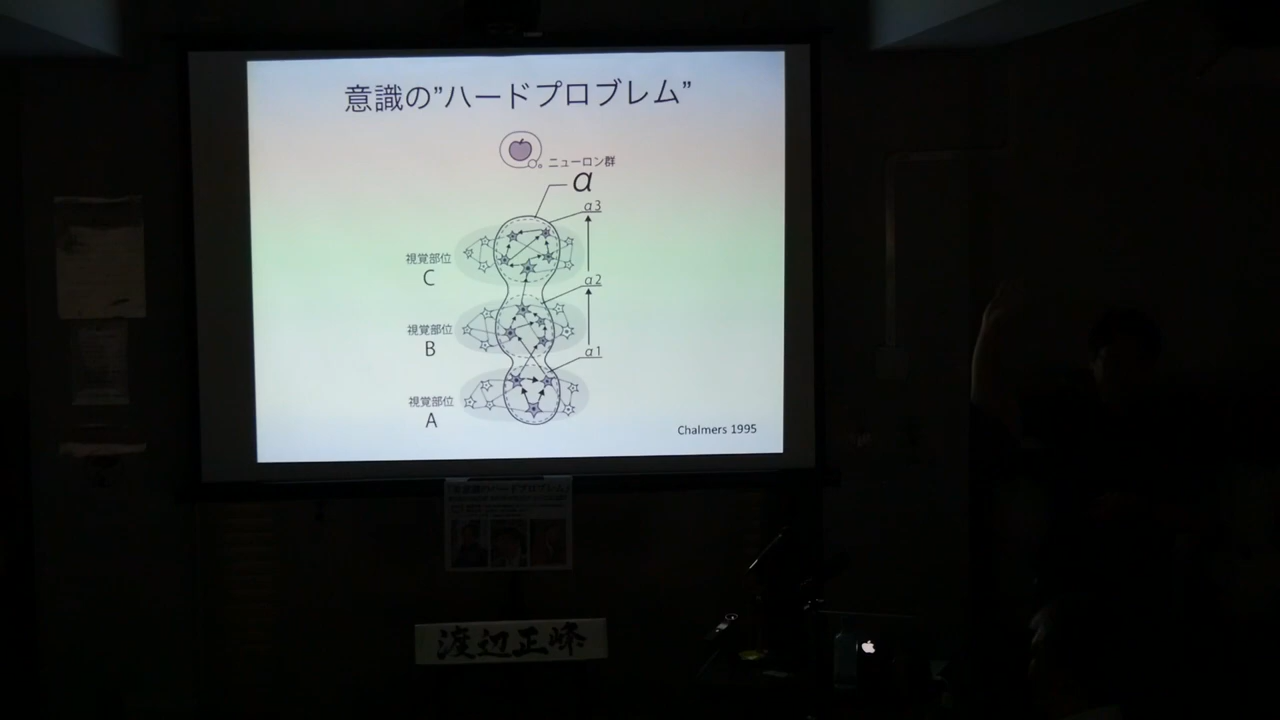 意識の”ハードプロブレム”
ニューロン群
α
α3
視覚部位
C
α2
視覚部位
B
α1
視覚部位
A
Chalmers 1995
渡辺正峰